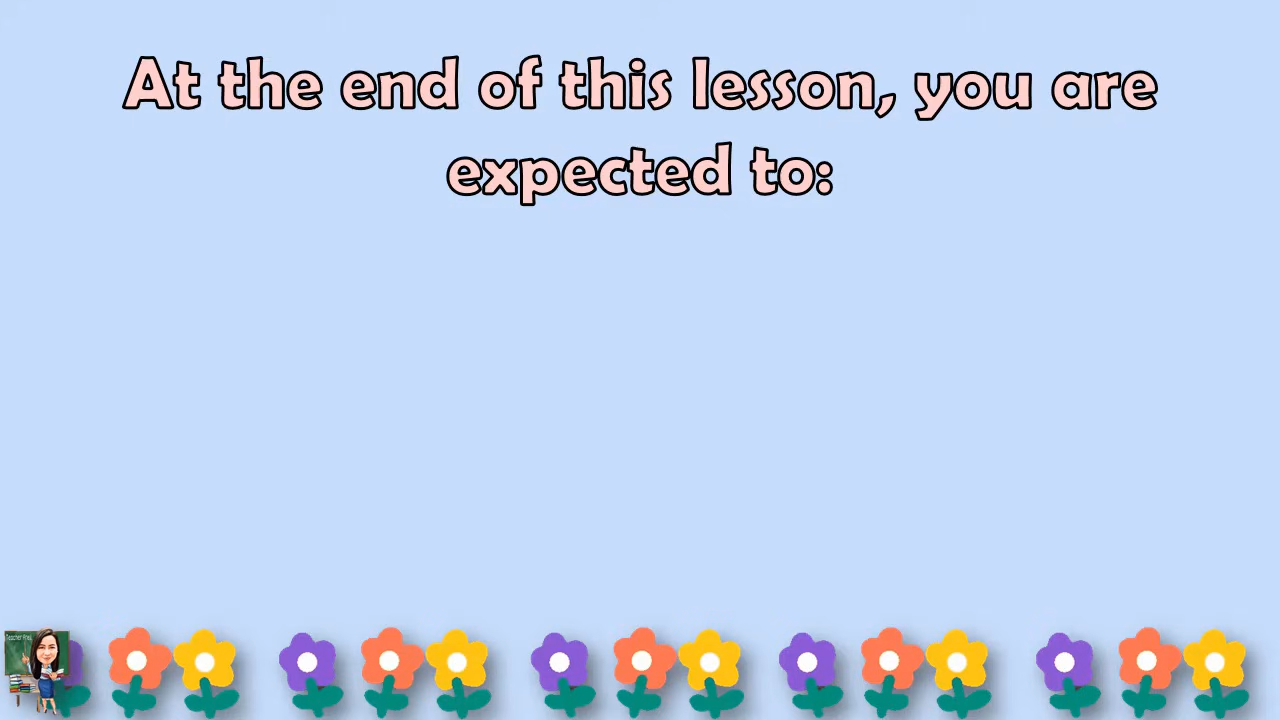 At the end of this lesson, you are
expected to: